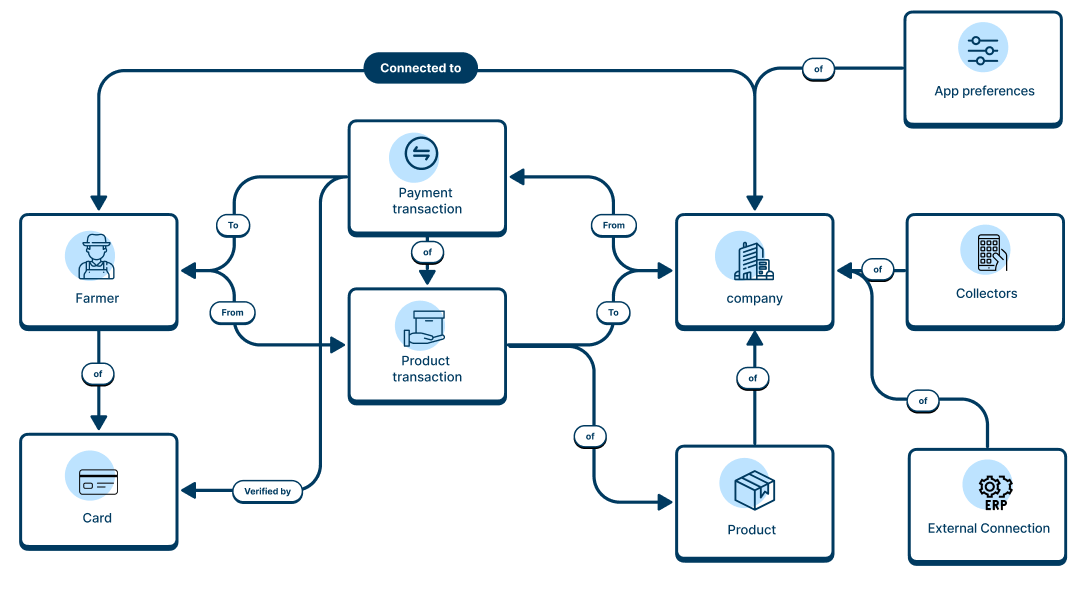 Connected to
of
App preferences
Payment
transaction
To
From
of
Farmer
company
of
Collectors
From
To
Product
transaction
of
of
of
of
Verified by
Card
Product
ERP
External Connection